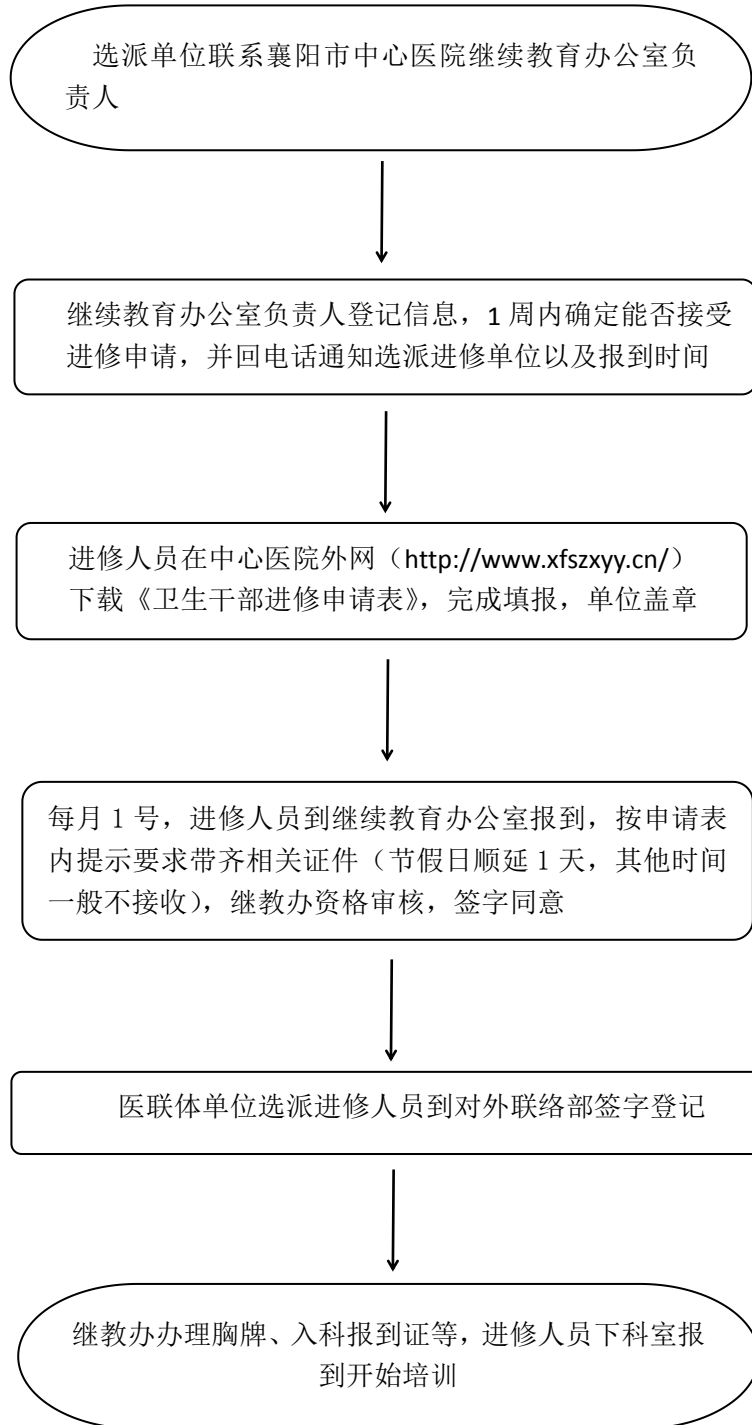 选派单位联系襄阳市中心医院继续教育办公室负
责人
继续教育办公室负责人登记信息，1 周内确定能否接受
进修申请，并回电话通知选派进修单位以及报到时间
进修人员在中心医院外网（http://www.xfszxyy.cn/）
下载《卫生干部进修申请表》，完成填报，单位盖章
每月 1 号，进修人员到继续教育办公室报到，按申请表
内提示要求带齐相关证件（节假日顺延 1 天，其他时间
一般不接收），继教办资格审核，签字同意
医联体单位选派进修人员到对外联络部签字登记
继教办办理胸牌、入科报到证等，进修人员下科室报
到开始培训